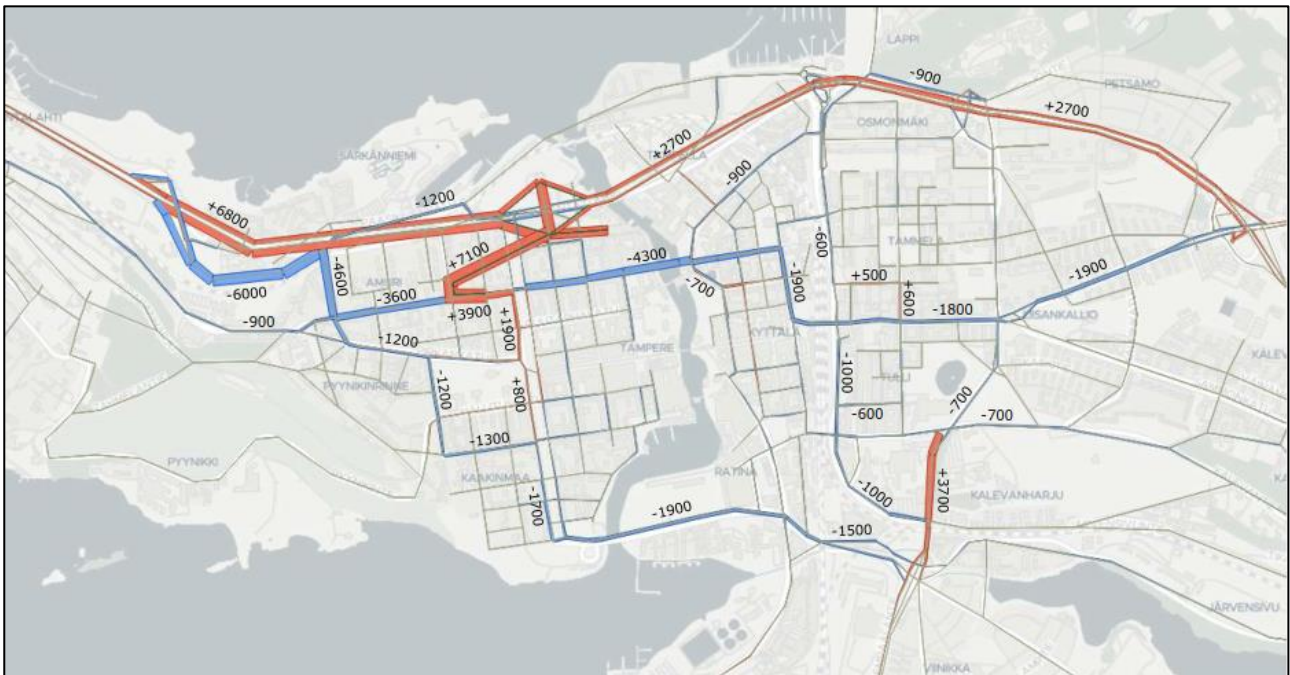 LAPPI
-900
PETSAMO
+2700
OSMONMÄKI
+2700
-900
SÄRKÄNNIEMI
-1200
+6800
+7100
-4300
-600
TAMMELA
-6000
-4600
AMURI
-3600
+3900
-700
-1900
+500
+600
-1900
-1800
-900
-1200
+1900
TAMPERE
KYTTÄLÄ
PYYNIKINRINNE
-1200
+800
-1000
TULLI
-600
-700
-700
-1300
PYYNIKKI
KAAKINMAA
RATINA
+3700
KALEVANHARJU
-1700
-1900
-1000
-1500
JÄRVENSIVU
VIINIKKA